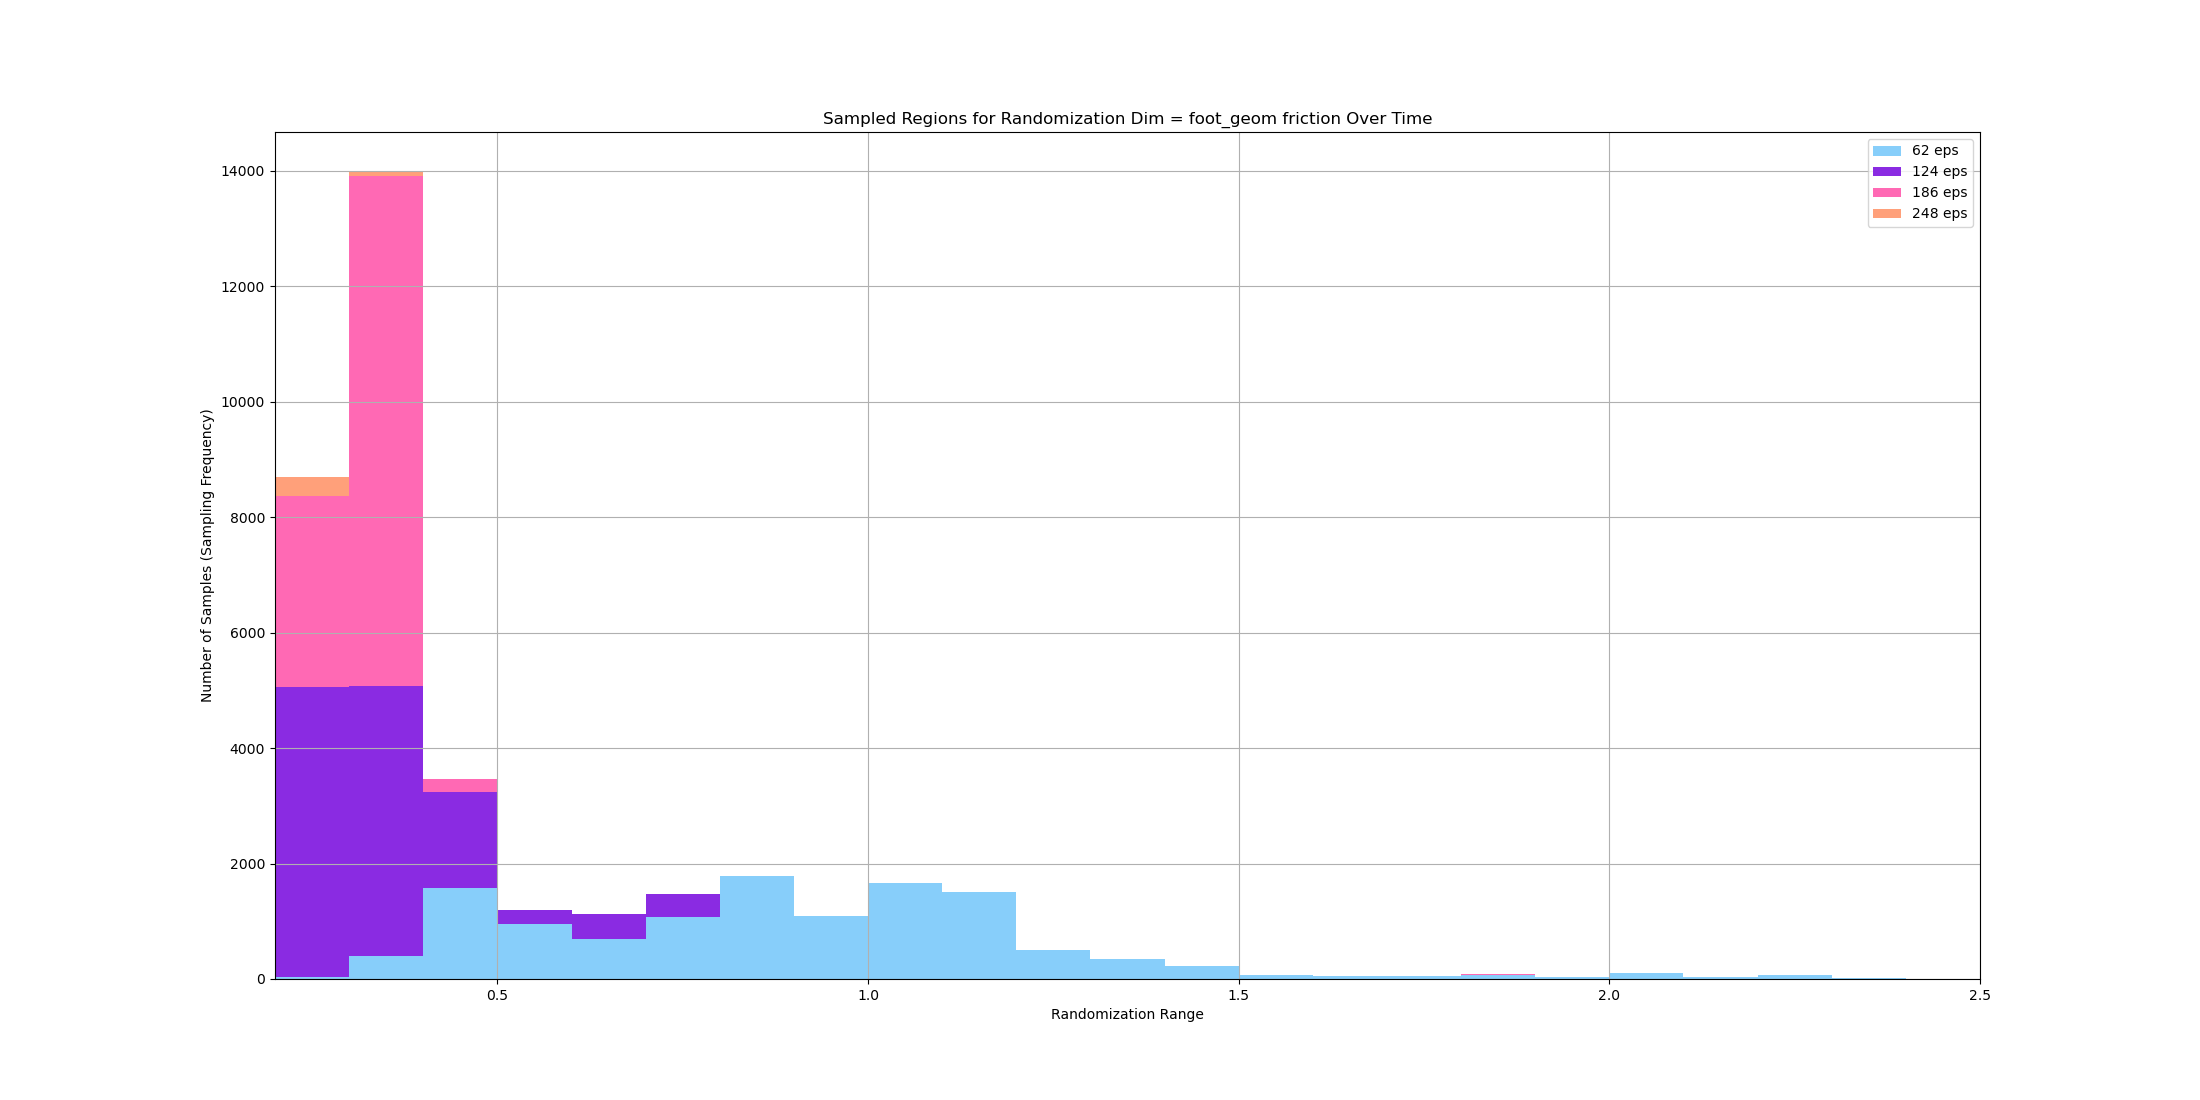 Sampled Regions for Randomization Dim = foot_geom friction Over Time
62 eps
124 eps
186 eps
248 eps
14000
12000
10000
8000
6000
4000
2000
0
Number of Samples (Sampling Frequency)
0.5
1.0
1.5
2.0
2.5
Randomization Range